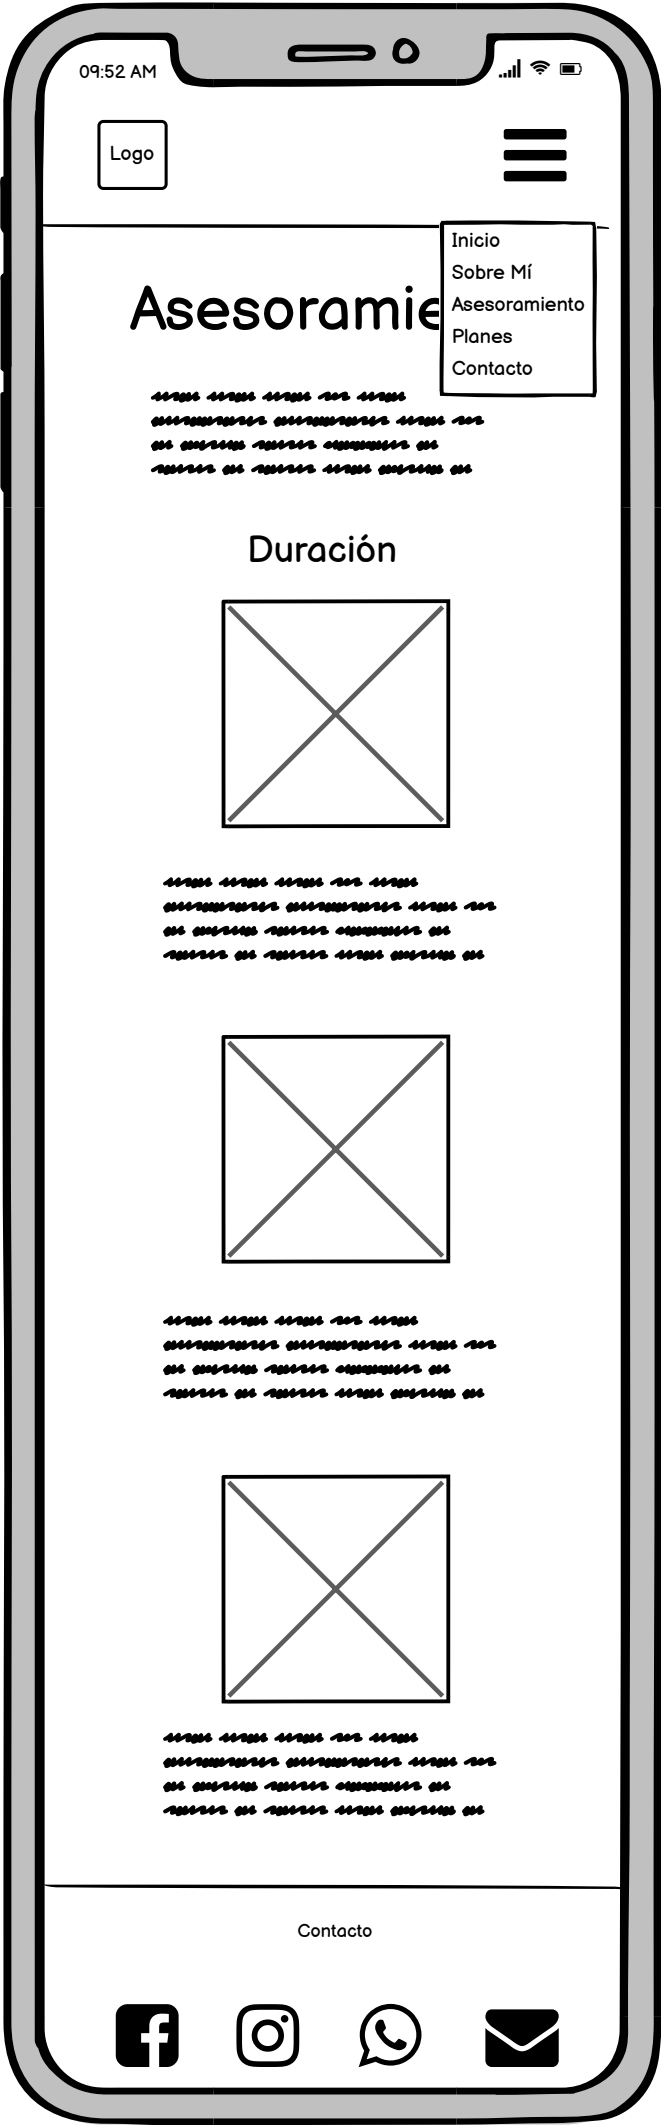 09:52 AM
Logo
Inicio
Sobre Mí
Asesoramiento
Planes
Contacto
Asesoramie
Duración
Contacto